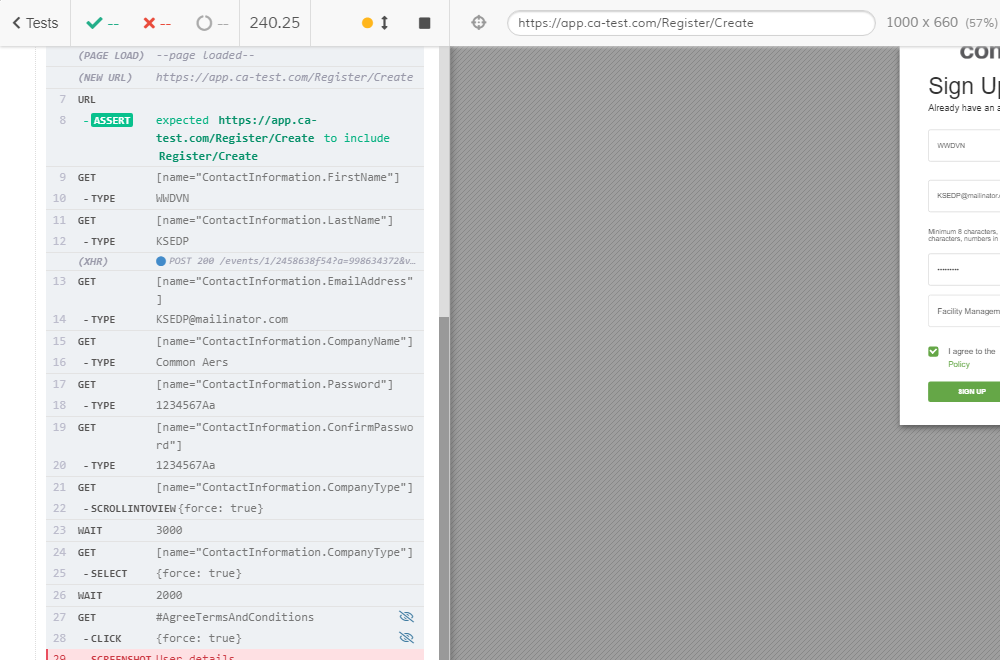 Tests -- -- -- 240.25 https://app.ca-test.com/Register/Create 1000 x 660 (57%)
(PAGE LOAD) --page loaded--
(NEW URL) https://app.ca-test.com/Register/Create
7 URL
8 -ASSERT expected https://app.ca-
test.com/Register/Create to include
Register/Create
9 GET [name="ContactInformation.FirstName"]
10 -TYPE WWDVN
11 GET [name="ContactInformation.LastName"]
12 -TYPE KSEDP
(XHR) POST 200 /events/1/2458638f54?a=998634372&v…
13 GET [name="ContactInformation.EmailAddress"
]
14 -TYPE KSEDP@mailinator.com
15 GET [name="ContactInformation.CompanyName"]
16 -TYPE Common Aers
17 GET [name="ContactInformation.Password"]
18 -TYPE 1234567Aa
19 GET [name="ContactInformation.ConfirmPasswo
rd"]
20 -TYPE 1234567Aa
21 GET [name="ContactInformation.CompanyType"]
22 -SCROLLINTOVIEW {force: true}
23 WAIT 3000
24 GET [name="ContactInformation.CompanyType"]
25 -SELECT {force: true}
26 WAIT 2000
27 GET #AgreeTermsAndConditions
28 -CLICK {force: true}
29 SCREENSHOT User details
con
Sign Up
Already have an a
WWDVN
KSEDP@mailinator.
Minimum 8 characters,
characters, numbers in
•••••••••
Facility Managem
I agree to the
Policy
SIGN UP